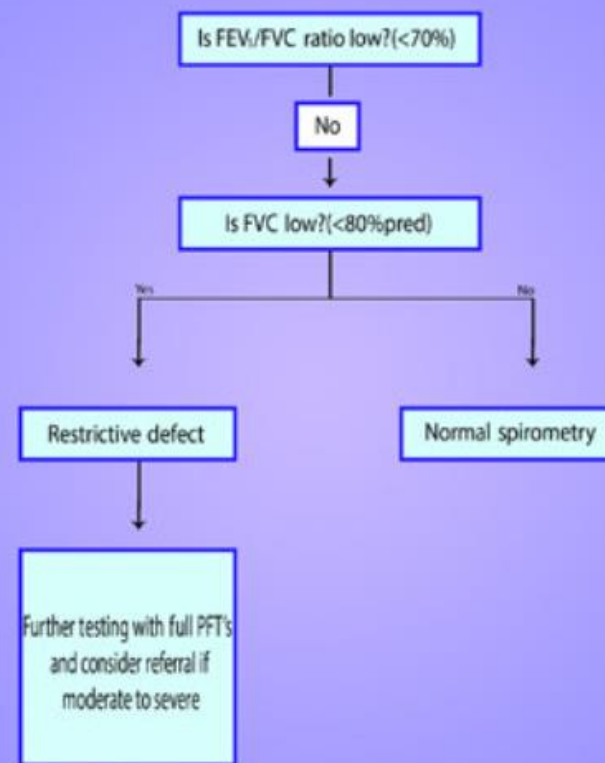 Is FEV₁/FVC ratio low?(<70%)
No
Is FVC low?(<80%pred)
Yes
No
Restrictive defect
Normal spirometry
Further testing with full PFT's
and consider referral if
moderate to severe